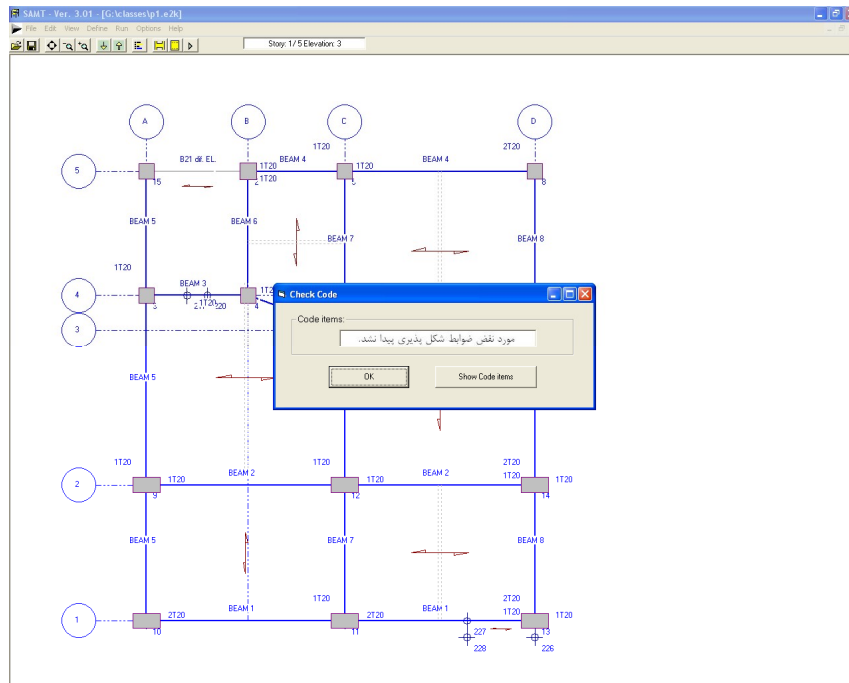 SAMT - Ver. 3.01 - [G:\classes\p1.e2k]
File Edit View Define Run Options Help
Story: 1/ 5 Elevation: 3
A B C D
1T20 2T20
B21 dif. EL. 1T20 BEAM 4 1T20 BEAM 4
5
1T20
15 2 8
BEAM 5 BEAM 6 BEAM 7 BEAM 8
1T20 BEAM 3
4
1T20
3 4
3
Check Code
Code items:
مورد نقض ضوابط شکل پذیری پیدا نشد.
OK Show Code items
BEAM 5
1T20 BEAM 2 1T20 BEAM 2 2T20
2 1T20 1T20 1T20 1T20
9 12 14
BEAM 5 BEAM 7 BEAM 8
1T20 2T20
BEAM 1 BEAM 1 1T20
1 2T20 2T20 1T20
10 11 227 13
228 226